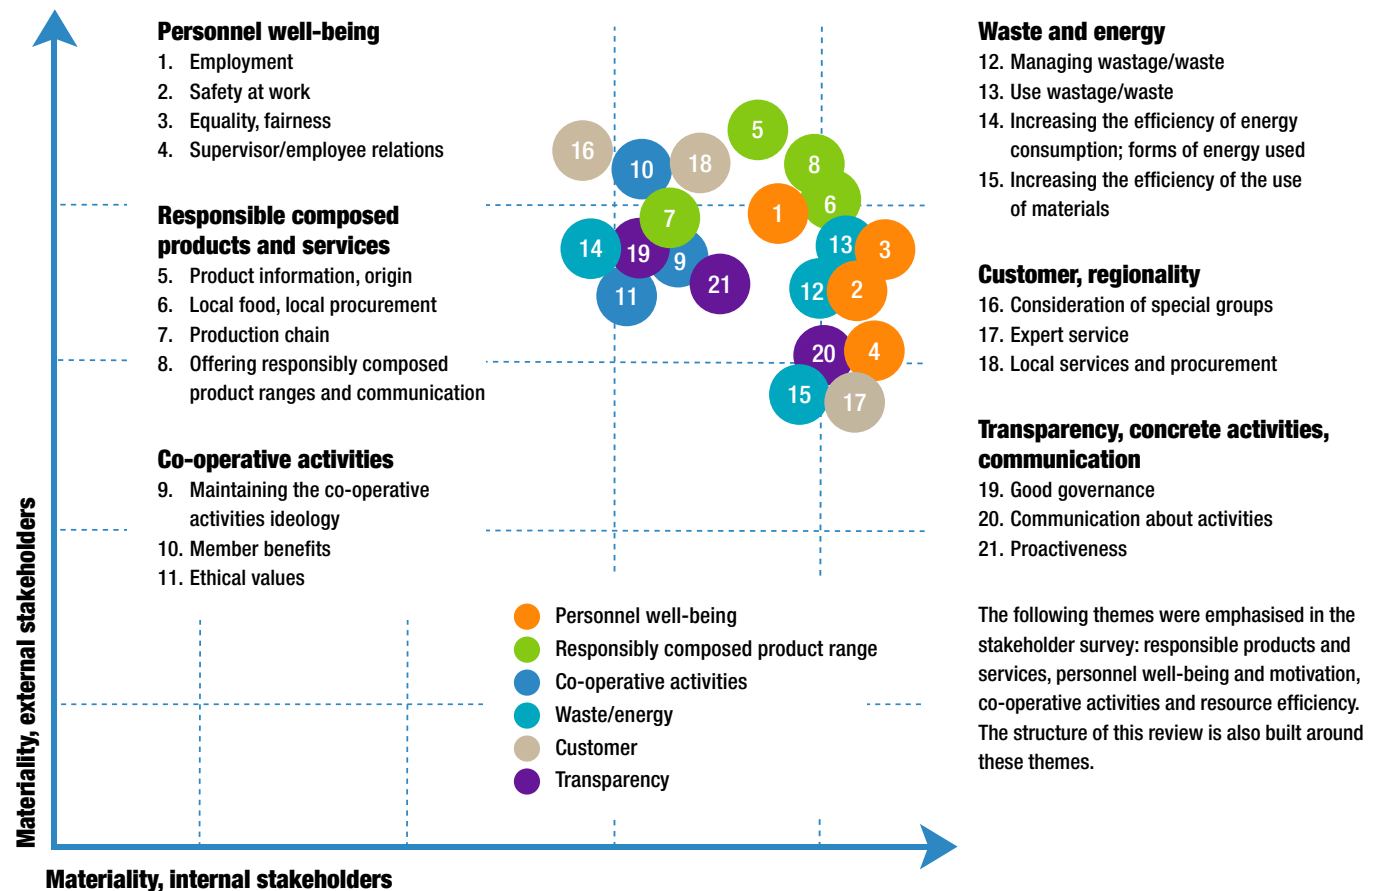 Personnel well-being
1. Employment
2. Safety at work
3. Equality, fairness
4. Supervisor/employee relations
Responsible composed
products and services
5. Product information, origin
6. Local food, local procurement
7. Production chain
8. Offering responsibly composed
product ranges and communication
Co-operative activities
9. Maintaining the co-operative
activities ideology
10. Member benefits
11. Ethical values
Materiality, external stakeholders
Materiality, internal stakeholders
5
16
10
18
8
7
1
6
14
19
9
13
3
11
21
12
2
20
4
15
17
Personnel well-being
Responsibly composed product range
Co-operative activities
Waste/energy
Customer
Transparency
Waste and energy
12. Managing wastage/waste
13. Use wastage/waste
14. Increasing the efficiency of energy
consumption; forms of energy used
15. Increasing the efficiency of the use
of materials
Customer, regionality
16. Consideration of special groups
17. Expert service
18. Local services and procurement
Transparency, concrete activities,
communication
19. Good governance
20. Communication about activities
21. Proactiveness
The following themes were emphasised in the
stakeholder survey: responsible products and
services, personnel well-being and motivation,
co-operative activities and resource efficiency.
The structure of this review is also built around
these themes.